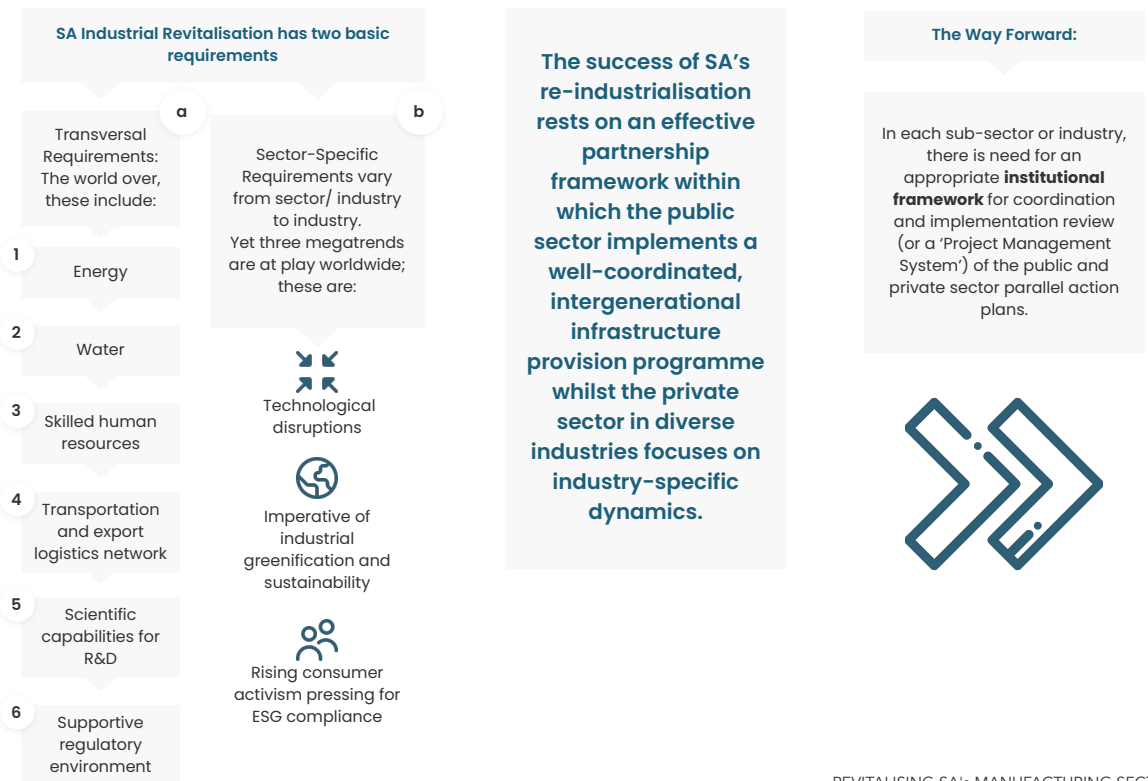 SA Industrial Revitalisation has two basic
requirements
a
Transversal
Requirements:
The world over,
these include:
1
Energy
2
Water
3
Skilled human
resources
4
Transportation
and export
logistics network
5
Scientific
capabilities for
R&D
6
Supportive
regulatory
environment
b
Sector-Specific
Requirements vary
from sector/ industry
to industry.
Yet three megatrends
are at play worldwide;
these are:
Technological
disruptions
Imperative of
industrial
greenification and
sustainability
Rising consumer
activism pressing for
ESG compliance
The success of SA’s
re-industrialisation
rests on an effective
partnership
framework within
which the public
sector implements a
well-coordinated,
intergenerational
infrastructure
provision programme
whilst the private
sector in diverse
industries focuses on
industry-specific
dynamics.
The Way Forward:
In each sub-sector or industry,
there is need for an
appropriate institutional
framework for coordination
and implementation review
(or a ‘Project Management
System’) of the public and
private sector parallel action
plans.
REVITALISING SA's MANUFACTURING